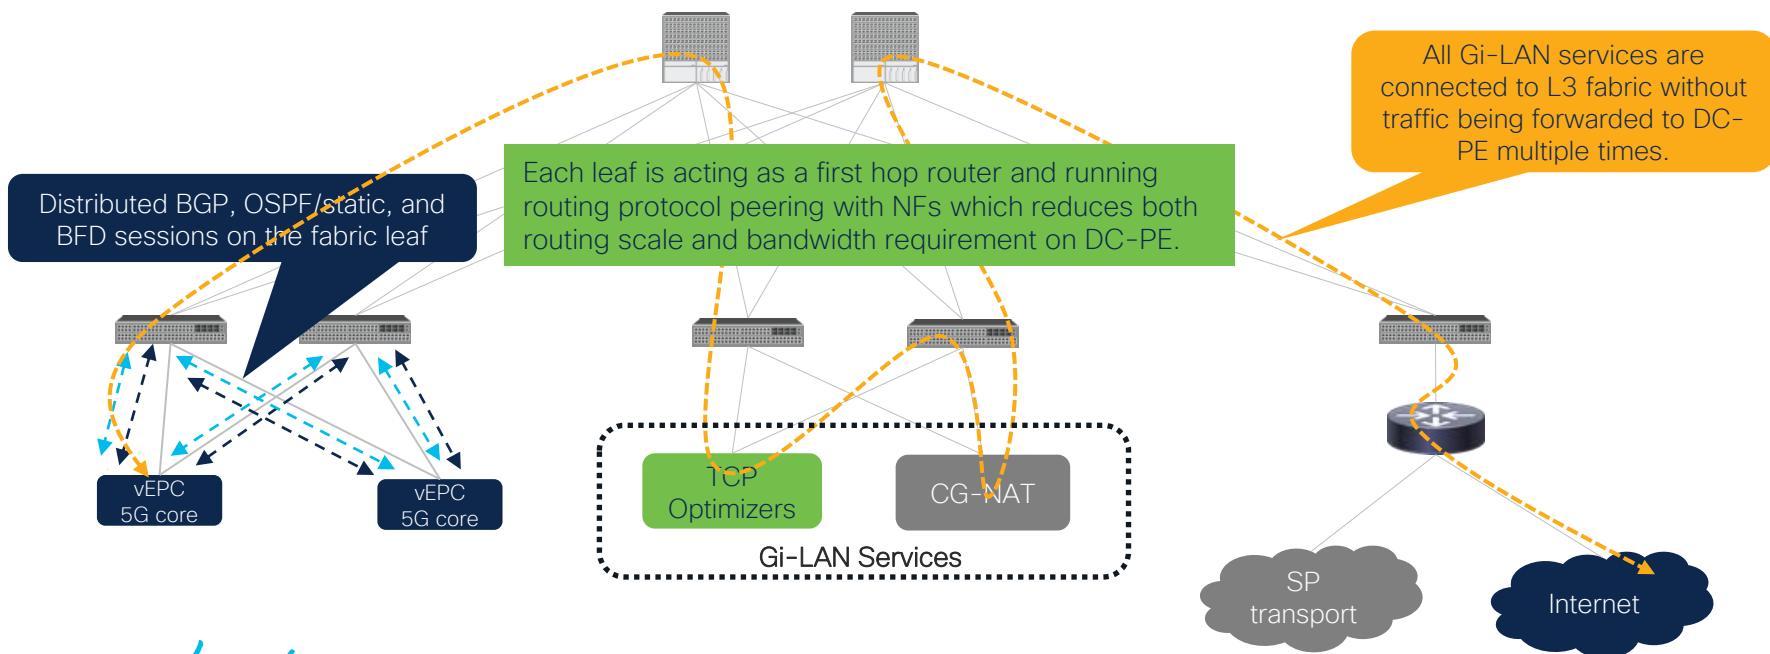 All Gi-LAN services are
connected to L3 fabric without
traffic being forwarded to DC-
PE multiple times.
Each leaf is acting as a first hop router and running
routing protocol peering with NFs which reduces both
routing scale and bandwidth requirement on DC-PE.
Distributed BGP, OSPF/static, and
BFD sessions on the fabric leaf
vEPC
5G core
vEPC
5G core
TCP
Optimizers
CG-NAT
Gi-LAN Services
SP
transport
Internet